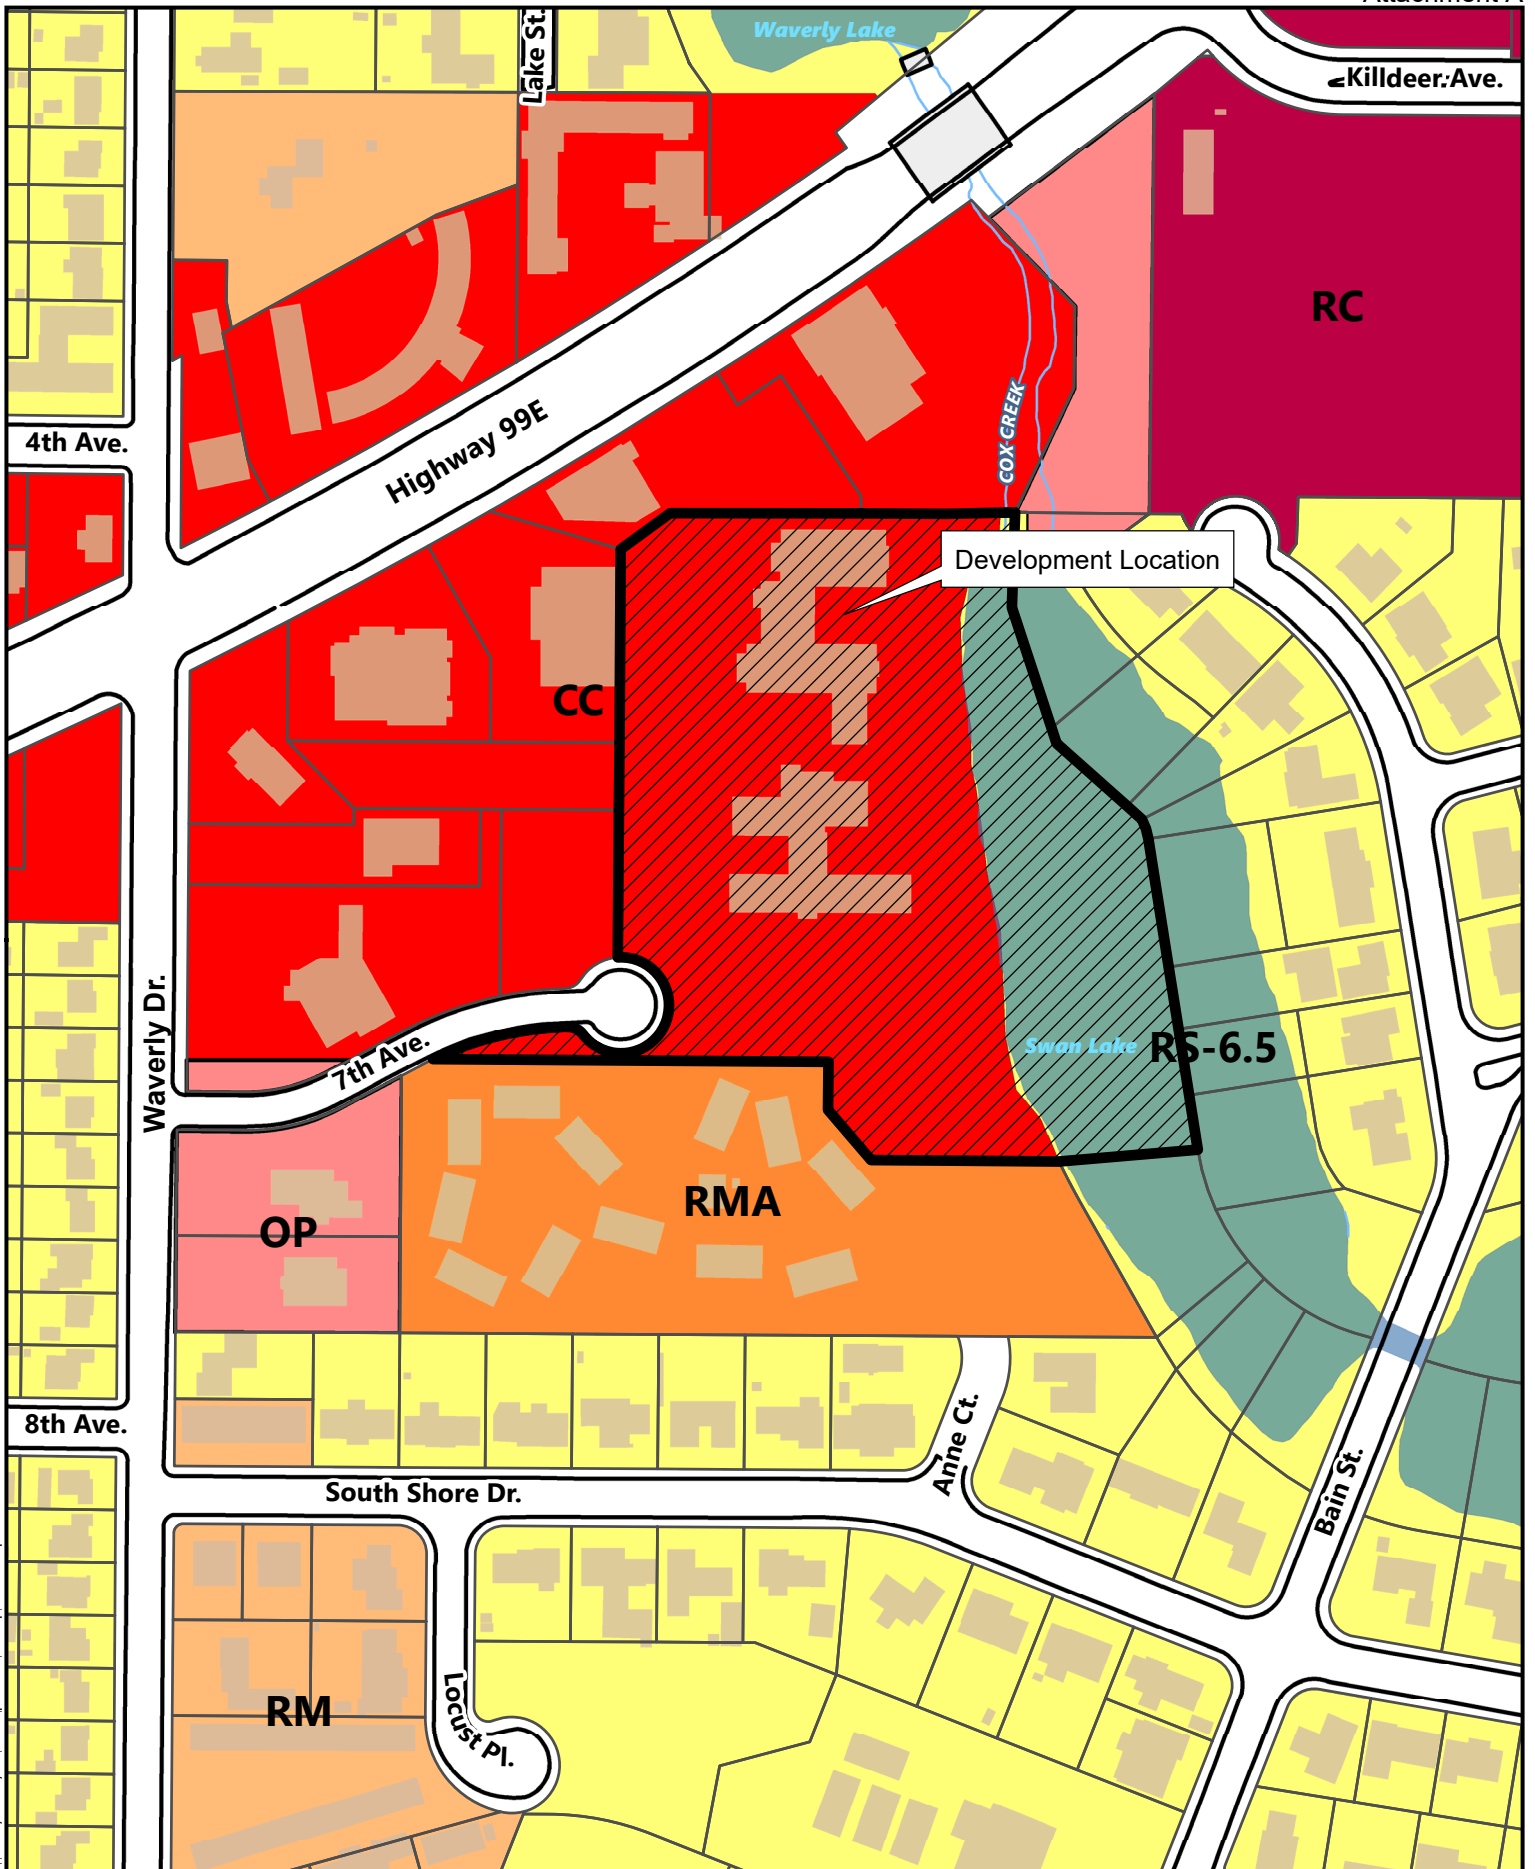 Waverly Lake
Lake St.
Killdeer Ave.
RC
4th Ave.
Highway 99E
COX CREEK
Development Location
CC
Waverly Dr.
7th Ave.
Swan Lake
RS-6.5
OP
RMA
8th Ave.
Anne Ct.
South Shore Dr.
Bain St.
Locust Pl.
RM